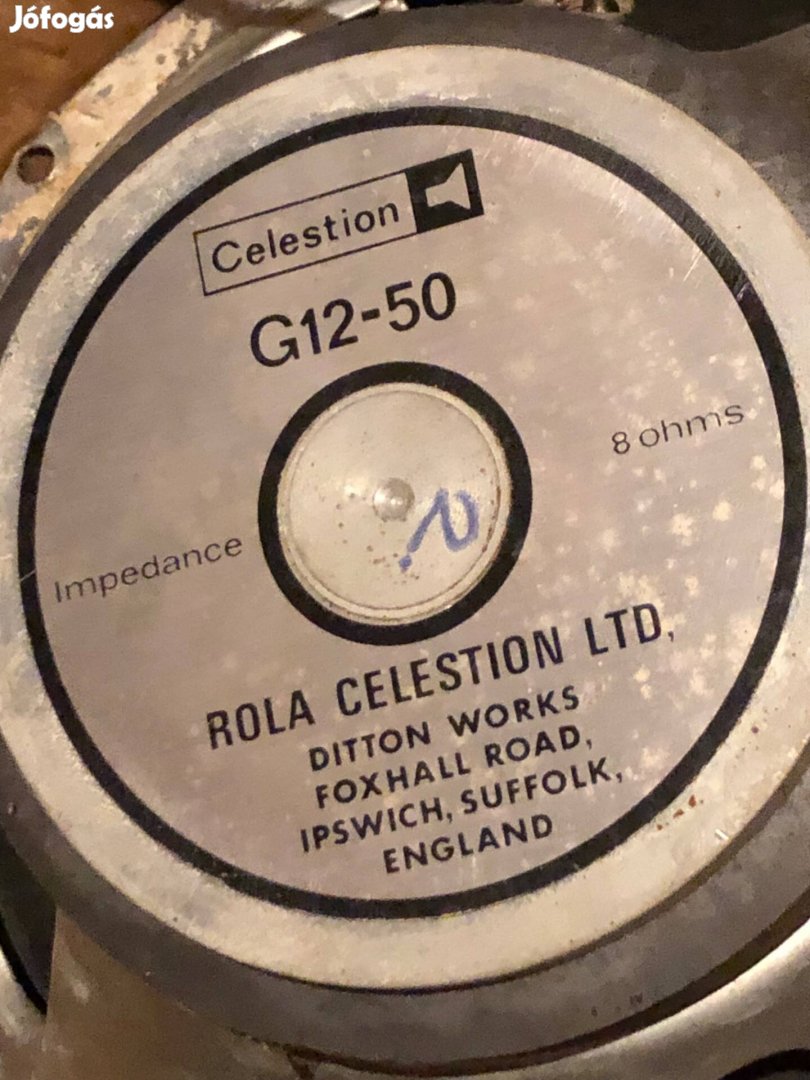 Jófogás
Celestion
G12-50
8 ohms
Impedance
ROLA CELESTION LTD,
DITTON WORKS
FOXHALL ROAD,
IPSWICH, SUFFOLK,
ENGLAND